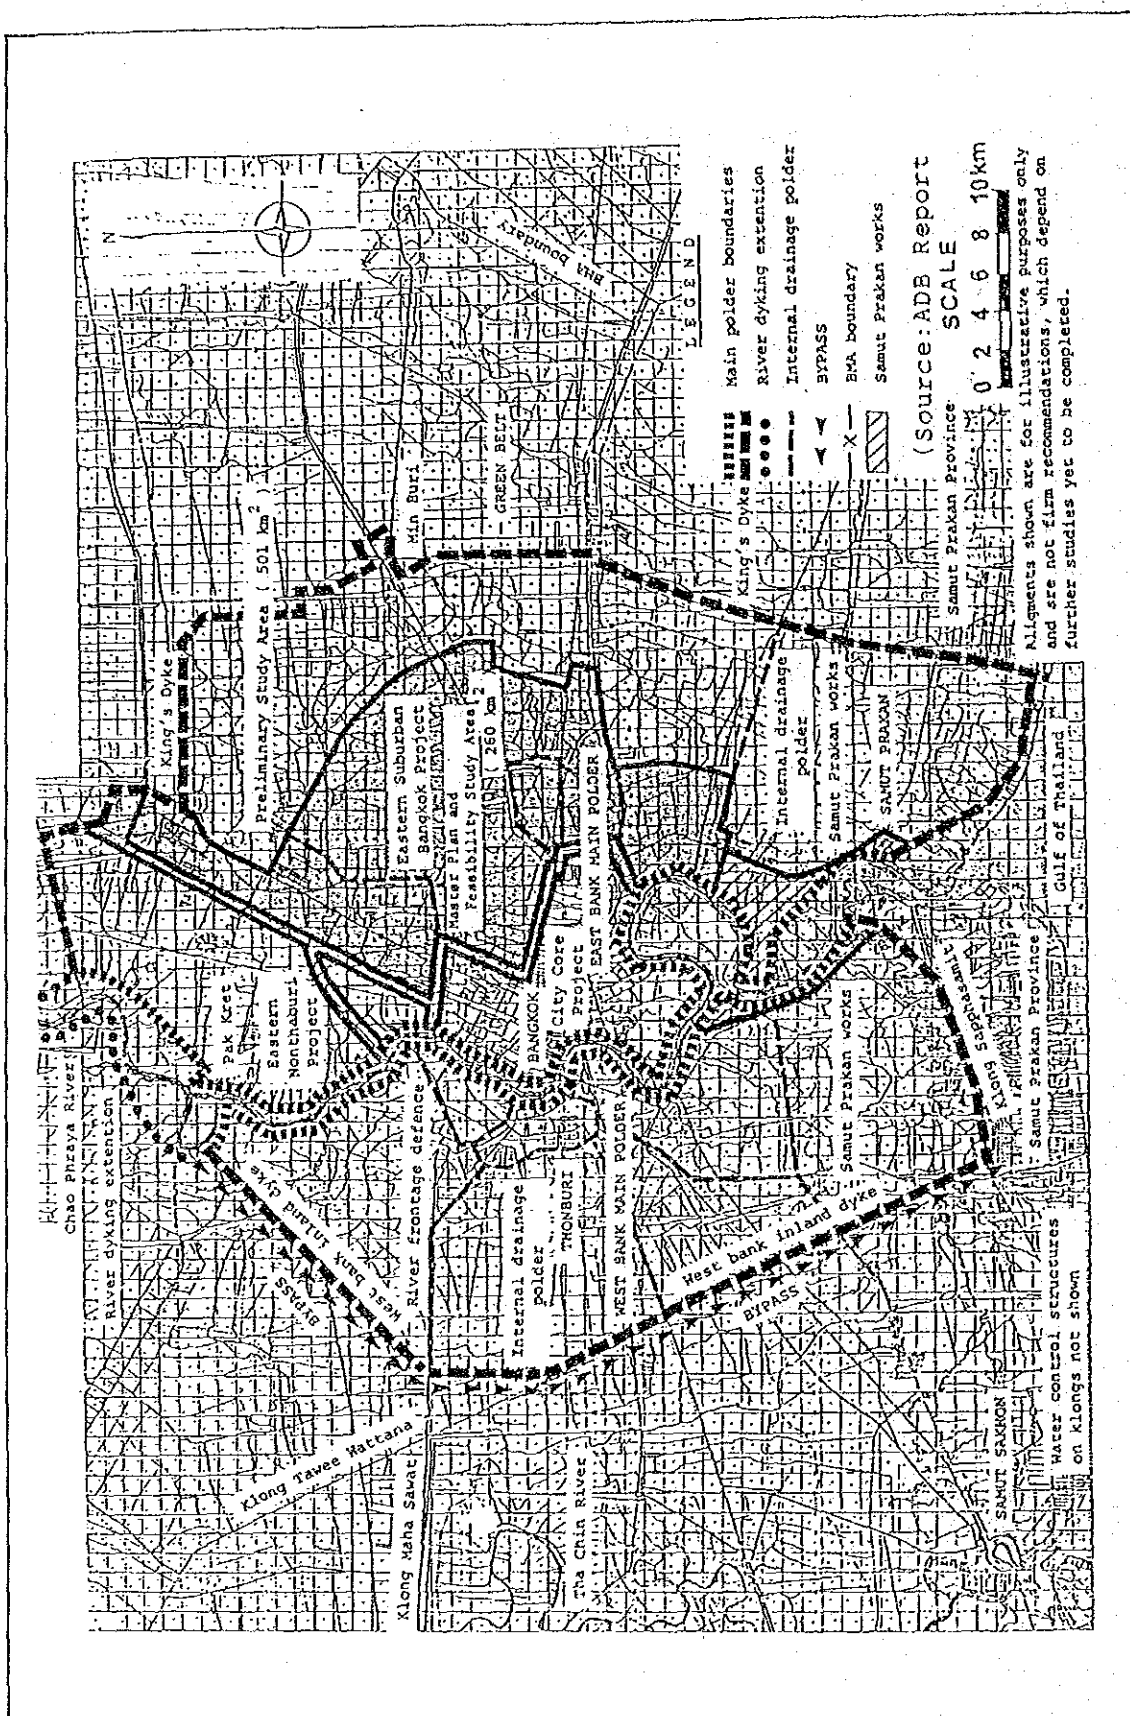 N
Chao Phraya River
River dyking extention
King's Dyke
Preliminary Study Area ( 501 km² )
Pak Kret
Eastern
Nonthaburi
Project
BYPASS
West bank inland dyke
Klong Tawee Wattana
Klong Maha Sawat
River frontage defence
Eastern Suburban
Bangkok Project
Master Plan and
Feasibility Study Area
( 260 km² )
Min Buri
GREEN BELT
BMA boundary
Internal drainage
polder
THONBURI
BANGKOK
City Core
Project
EAST BANK MAIN POLDER
WEST BANK MAIN POLDER
Tha Chin River
West bank inland dyke
BYPASS
King's Dyke
Internal drainage
polder
Samut Prakan works
SAMUT PRAKAN
Samut Prakan works
Samut Prakan Province
Klong Sapphasamit
Samut Prakan Province
Gulf of Thailand
SAMUT SAKHON
Water control structures
on klongs not shown
LEGEND
Main polder boundaries
River dyking extention
Internal drainage polder
BYPASS
BMA boundary
Samut Prakan works
(Source:ADB Report
SCALE
0 2 4 6 8 10km
Aligments shown are for illustrative purposes only
and sre not firm recommendations, which depend on
further studies yet to be completed.